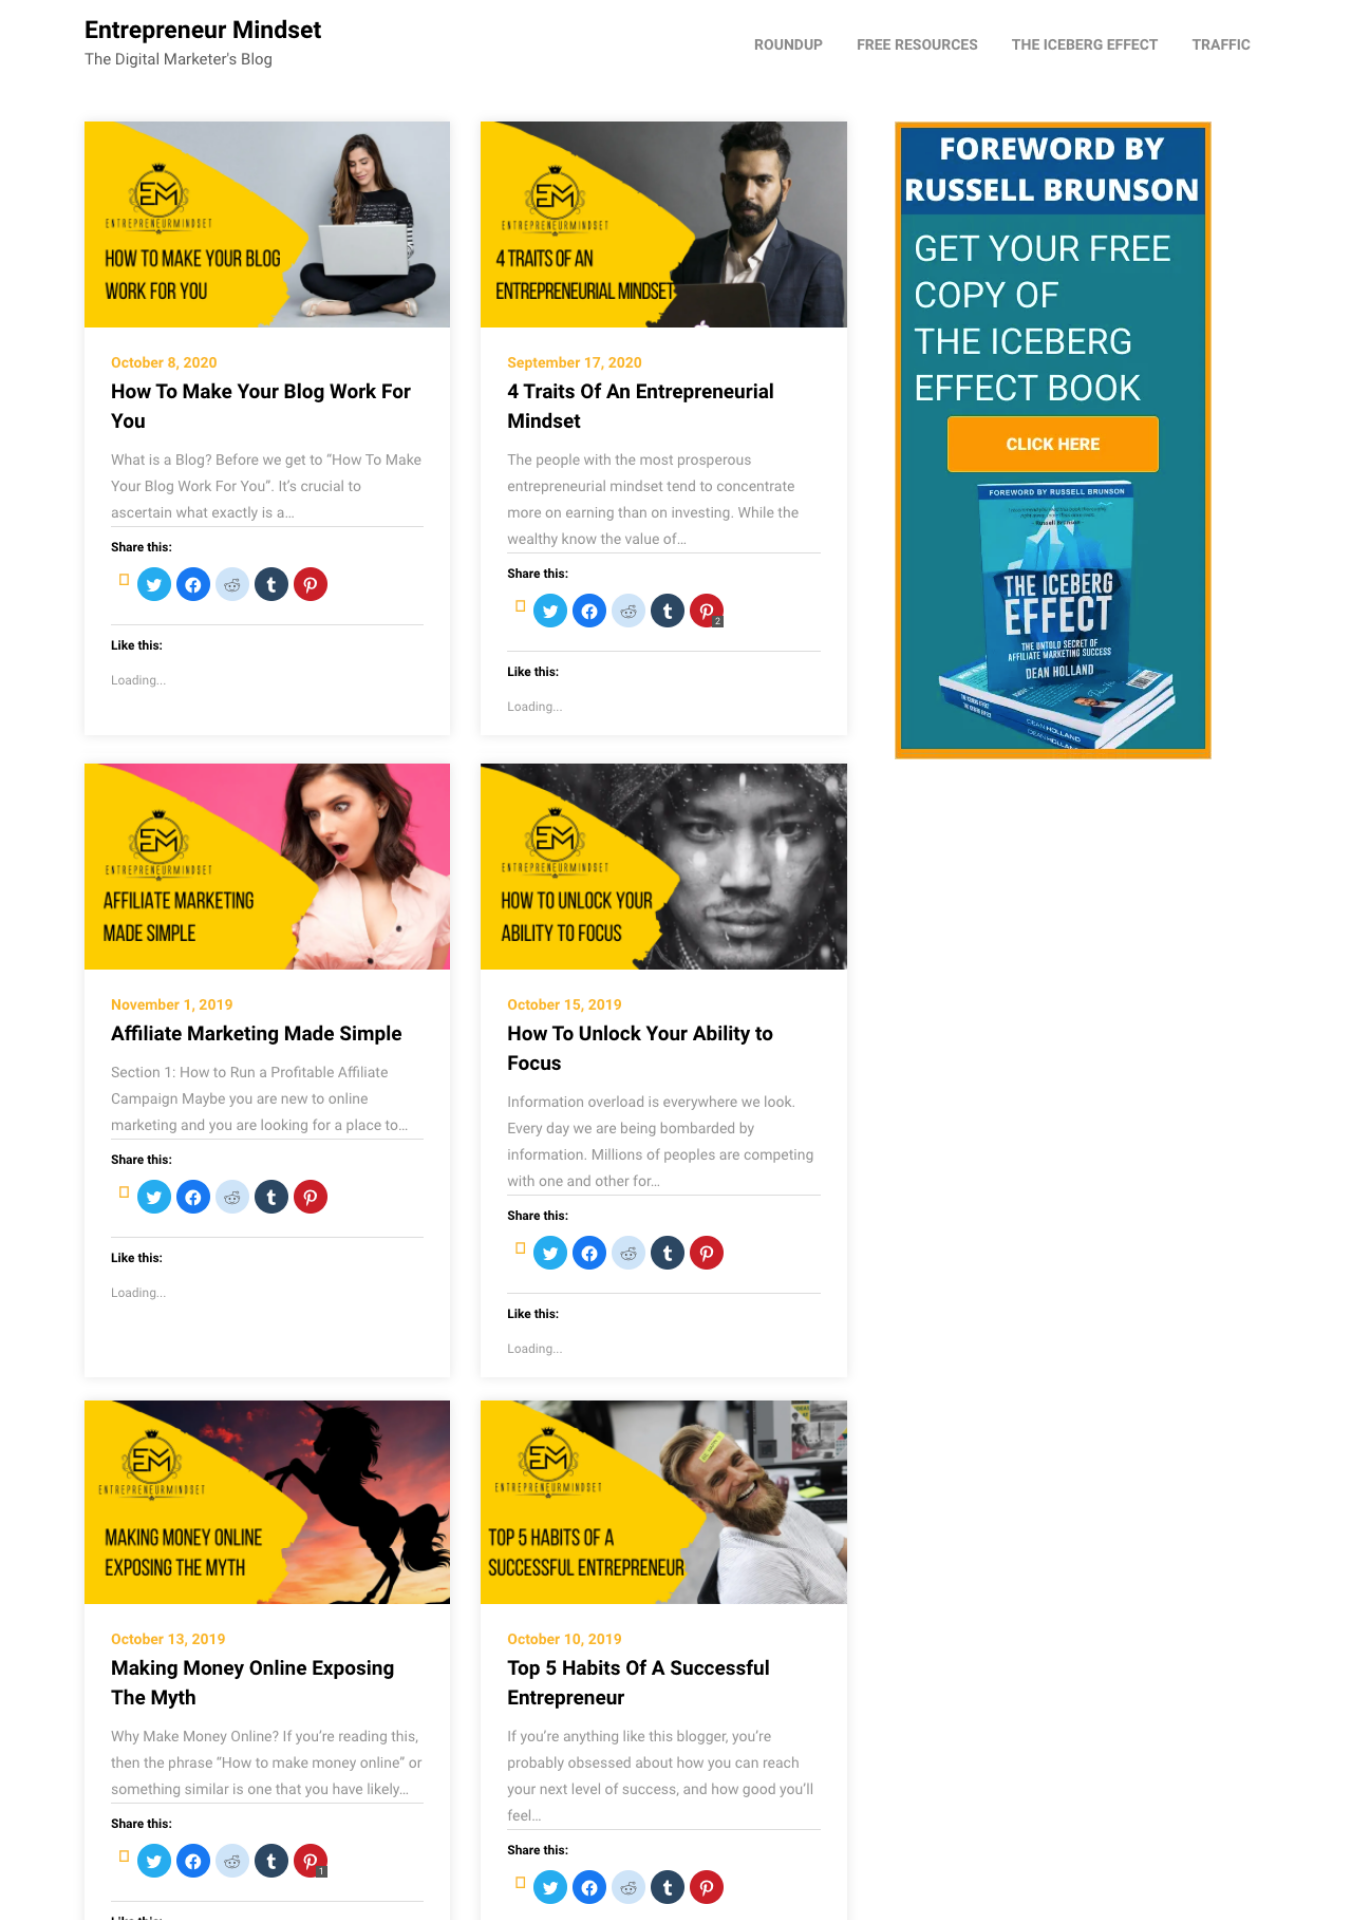 Entrepreneur Mindset
The Digital Marketer's Blog
ROUNDUP FREE RESOURCES THE ICEBERG EFFECT TRAFFIC
EM
ENTREPRENEURMINDSET
HOW TO MAKE YOUR BLOG
WORK FOR YOU
October 8, 2020
How To Make Your Blog Work For
You
What is a Blog? Before we get to “How To Make
Your Blog Work For You”. It’s crucial to
ascertain what exactly is a…
Share this:
Like this:
Loading...
EM
ENTREPRENEURMINDSET
4 TRAITS OF AN
ENTREPRENEURIAL MINDSET
September 17, 2020
4 Traits Of An Entrepreneurial
Mindset
The people with the most prosperous
entrepreneurial mindset tend to concentrate
more on earning than on investing. While the
wealthy know the value of…
Share this:
2
Like this:
Loading...
FOREWORD BY
RUSSELL BRUNSON
GET YOUR FREE
COPY OF
THE ICEBERG
EFFECT BOOK
CLICK HERE
FOREWORD BY RUSSELL BRUNSON
- Russell Brunson
THE ICEBERG
EFFECT
THE UNTOLD SECRET OF
AFFILIATE MARKETING SUCCESS
DEAN HOLLAND
DEAN HOLLAND
DEAN HOLLA
EM
ENTREPRENEURMINDSET
AFFILIATE MARKETING
MADE SIMPLE
November 1, 2019
Affiliate Marketing Made Simple
Section 1: How to Run a Profitable Affiliate
Campaign Maybe you are new to online
marketing and you are looking for a place to…
Share this:
Like this:
Loading...
EM
ENTREPRENEURMINDSET
HOW TO UNLOCK YOUR
ABILITY TO FOCUS
October 15, 2019
How To Unlock Your Ability to
Focus
Information overload is everywhere we look.
Every day we are being bombarded by
information. Millions of peoples are competing
with one and other for…
Share this:
Like this:
Loading...
EM
ENTREPRENEURMINDSET
MAKING MONEY ONLINE
EXPOSING THE MYTH
October 13, 2019
Making Money Online Exposing
The Myth
Why Make Money Online? If you’re reading this,
then the phrase “How to make money online” or
something similar is one that you have likely…
Share this:
1
Like this:
EM
ENTREPRENEURMINDSET
TOP 5 HABITS OF A
SUCCESSFUL ENTREPRENEUR
October 10, 2019
Top 5 Habits Of A Successful
Entrepreneur
If you’re anything like this blogger, you’re
probably obsessed about how you can reach
your next level of success, and how good you’ll
feel…
Share this: